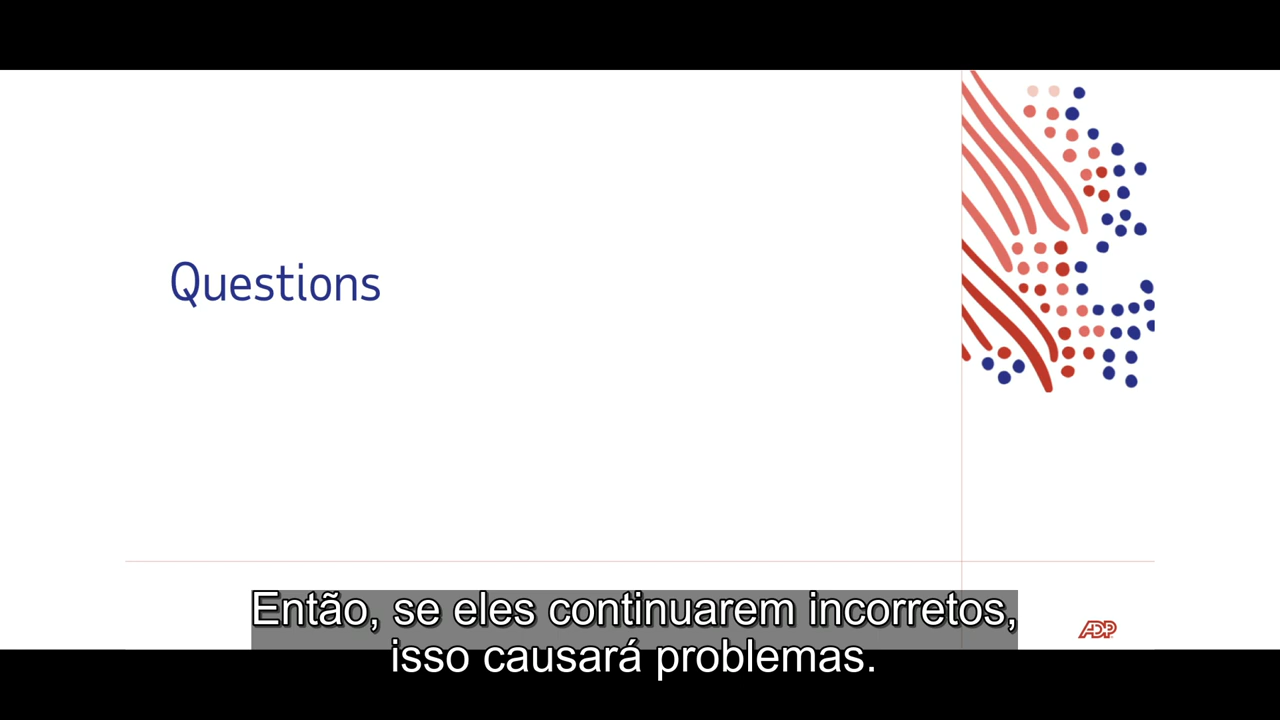 Questions
Então, se eles continuarem incorretos,
isso causará problemas.
ADP